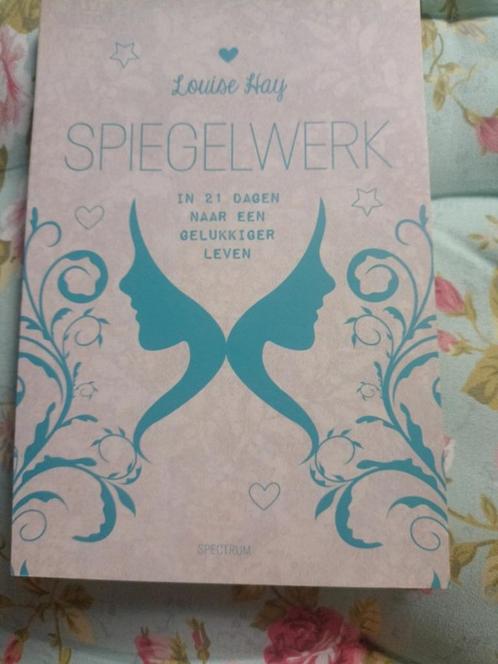 Louise Hay
SPIEGELWERK
IN 21 DAGEN
NAAR EEN
GELUKKIGER
LEVEN
SPECTRUM